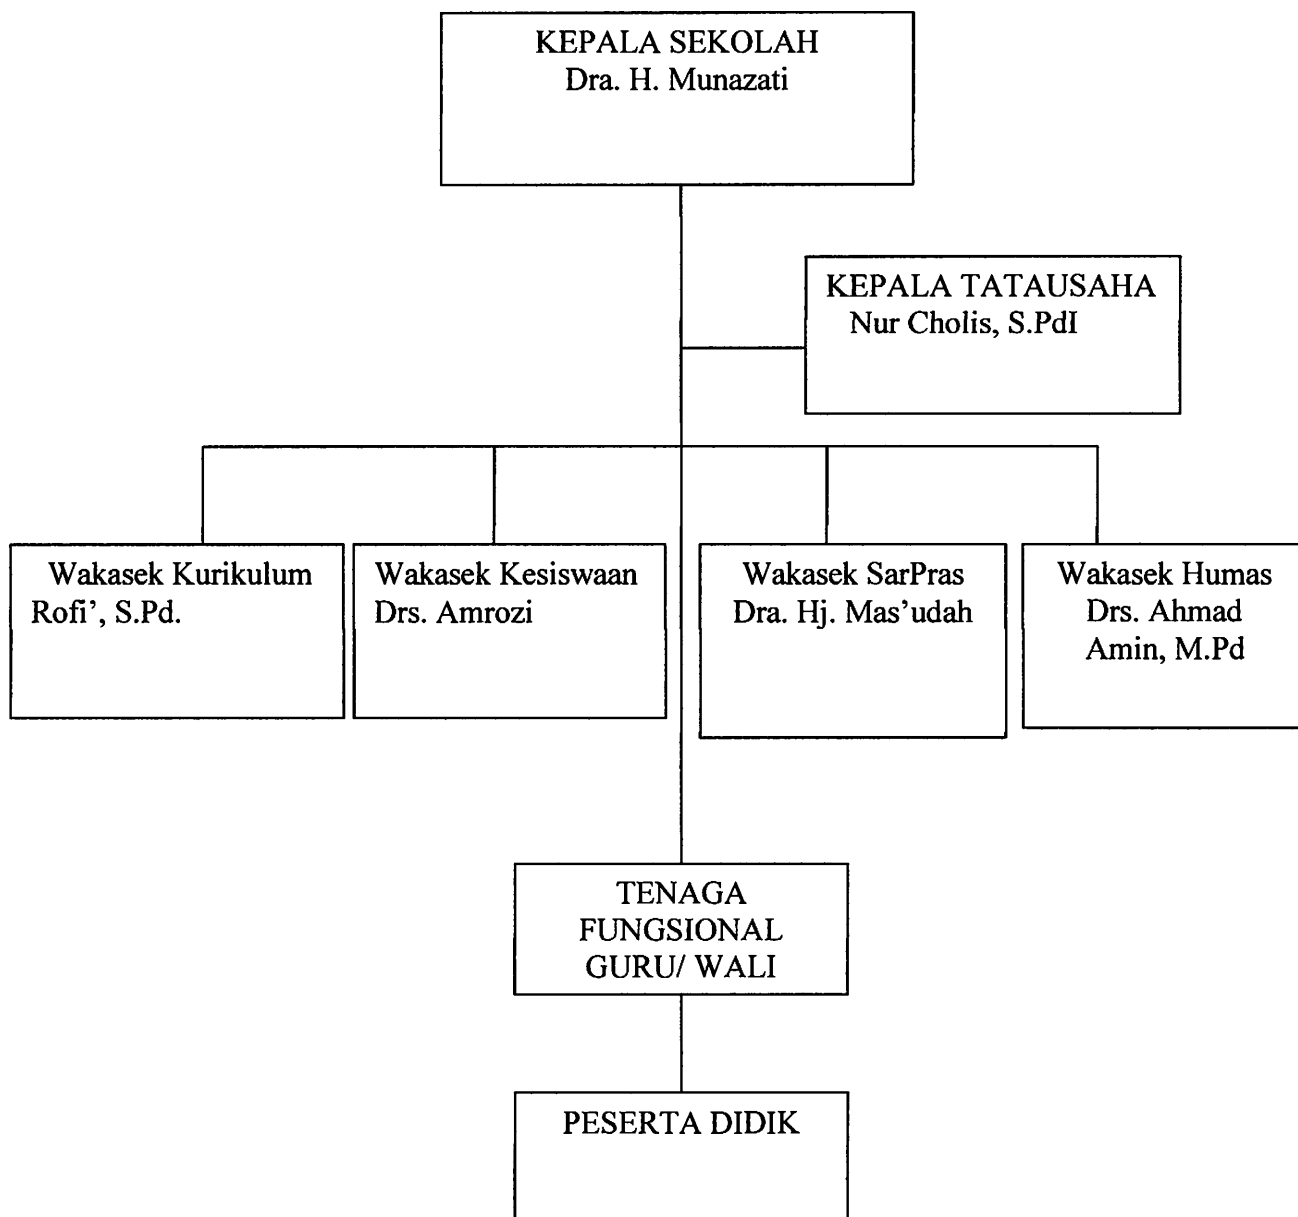 KEPALA SEKOLAH
Dra. H. Munazati
KEPALA TATAUSAHA
Nur Cholis, S.PdI
Wakasek Kurikulum
Rofi’, S.Pd.
Wakasek Kesiswaan
Drs. Amrozi
Wakasek SarPras
Dra. Hj. Mas’udah
Wakasek Humas
Drs. Ahmad
Amin, M.Pd
TENAGA
FUNGSIONAL
GURU/ WALI
PESERTA DIDIK